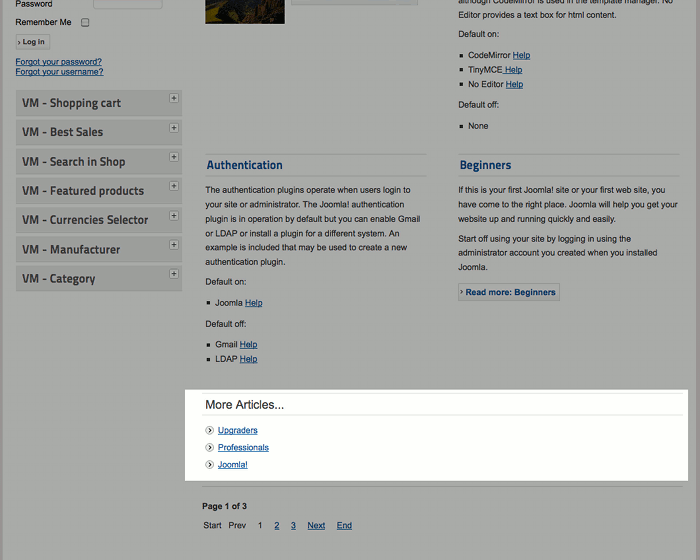 Password
Remember Me
Log in
Forgot your password?
Forgot your username?
VM - Shopping cart
VM - Best Sales
VM - Search in Shop
VM - Featured products
VM - Currencies Selector
VM - Manufacturer
VM - Category
although CodeMirror is used in the template manager. No
Editor provides a text box for html content.
Default on:
CodeMirror Help
TinyMCE Help
No Editor Help
Default off:
None
Authentication
The authentication plugins operate when users login to
your site or administrator. The Joomla! authentication
plugin is in operation by default but you can enable Gmail
or LDAP or install a plugin for a different system. An
example is included that may be used to create a new
authentication plugin.
Default on:
Joomla Help
Default off:
Gmail Help
LDAP Help
Beginners
If this is your first Joomla! site or your first web site, you
have come to the right place. Joomla will help you get your
website up and running quickly and easily.
Start off using your site by logging in using the
administrator account you created when you installed
Joomla.
Read more: Beginners
More Articles...
Upgraders
Professionals
Joomla!
Page 1 of 3
Start Prev 1 2 3 Next End